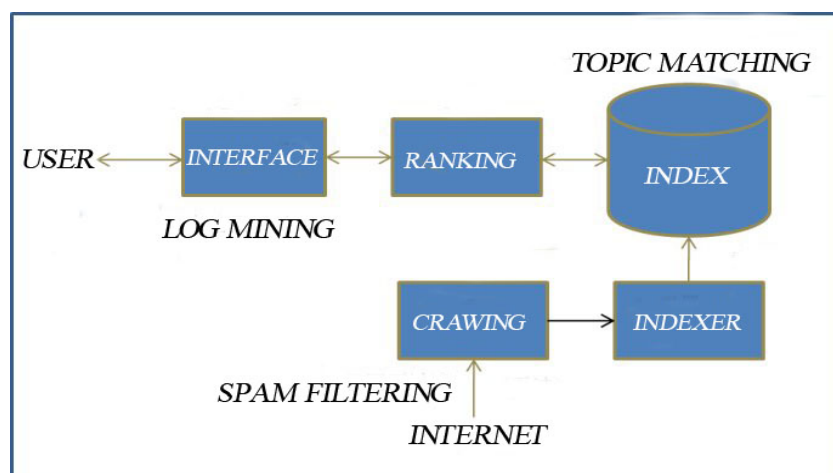 TOPIC MATCHING
USER
INTERFACE
RANKING
INDEX
LOG MINING
CRAWING
INDEXER
SPAM FILTERING
INTERNET